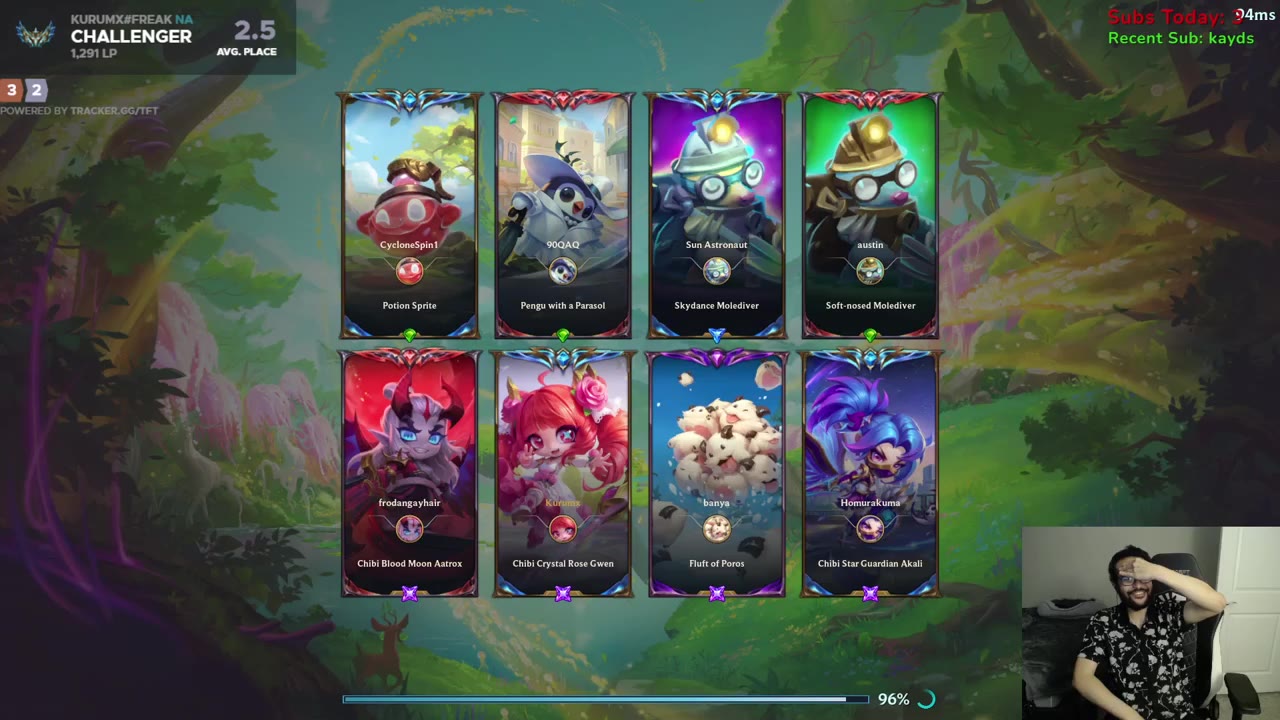 KURUMX#FREAK NA
CHALLENGER
1,291 LP
2.5
AVG. PLACE
3 2
POWERED BY TRACKER.GG/TFT
94ms
Subs Today:
Recent Sub: kayds
CycloneSpin1
Potion Sprite
90QAQ
Pengu with a Parasol
Sun Astronaut
Skydance Molediver
austin
Soft-nosed Molediver
frodangayhair
Chibi Blood Moon Aatrox
Kurumx
Chibi Crystal Rose Gwen
banya
Fluft of Poros
Homurakuma
Chibi Star Guardian Akali
96%